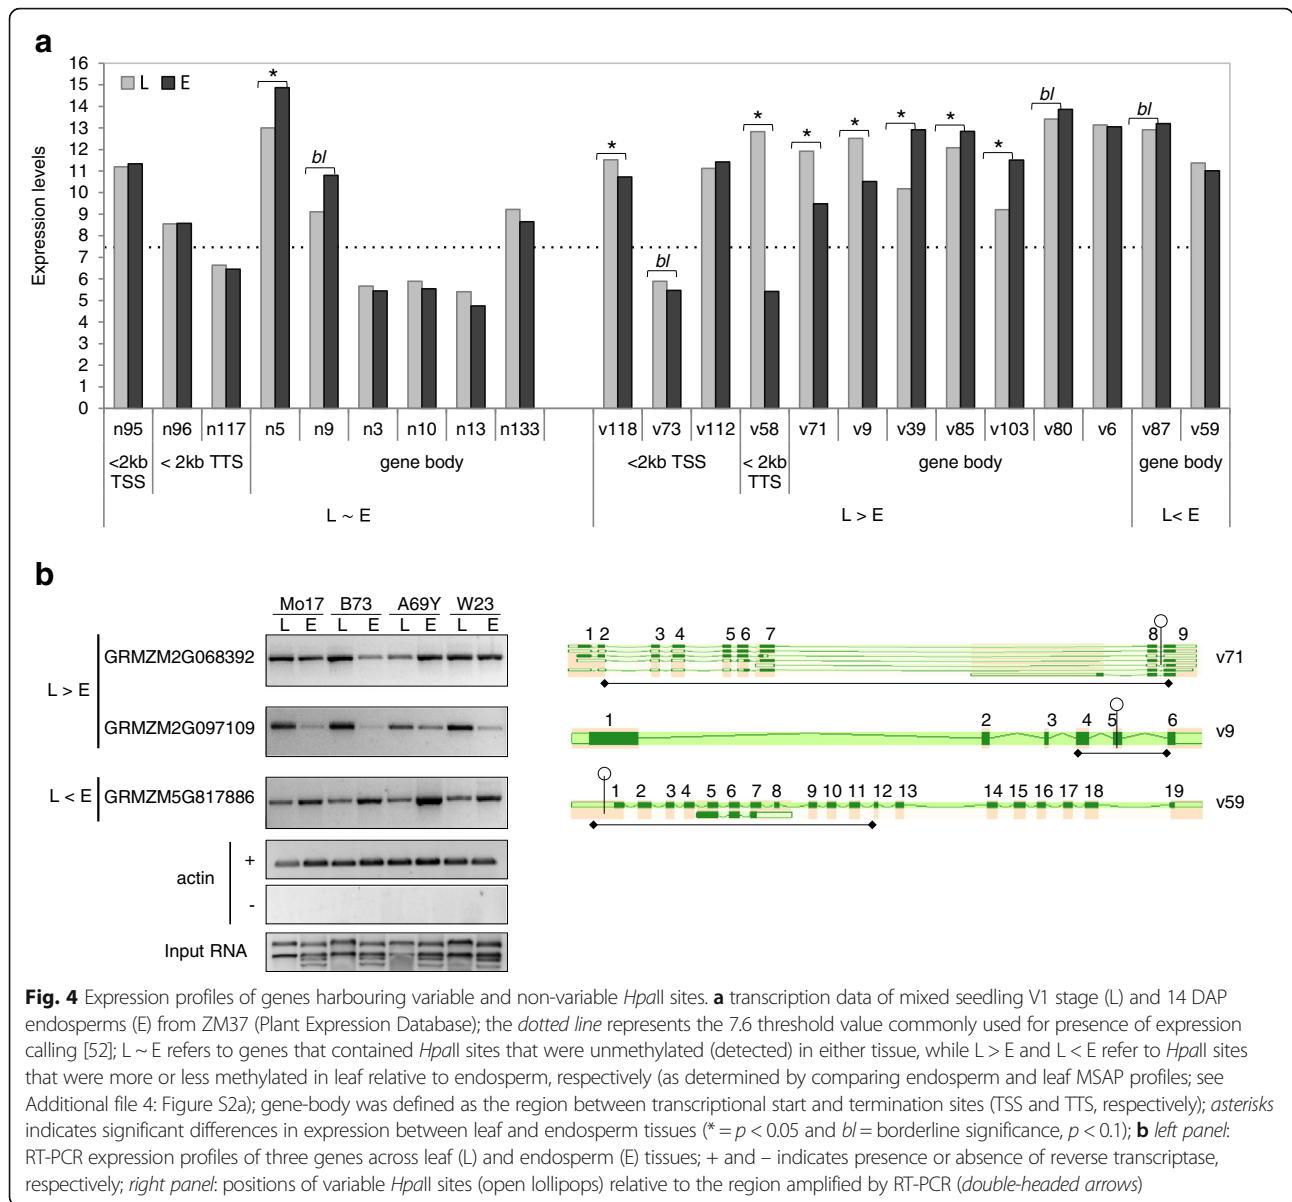 a
16
15
14
13
12
11
10
9
8
7
6
5
4
3
2
1
0
Expression levels
L E
* bl * bl * * * * * * bl bl
n95 n96 n117 n5 n9 n3 n10 n13 n133 v118 v73 v112 v58 v71 v9 v39 v85 v103 v80 v6 v87 v59
<2kb TSS < 2kb TTS gene body <2kb TSS < 2kb TTS gene body gene body
L ~ E L > E L< E
b
Mo17 B73 A69Y W23
L E L E L E L E
L > E
GRMZM2G068392
GRMZM2G097109
L < E GRMZM5G817886
actin
+
-
Input RNA
1 2 3 4 5 6 7 8 9
v71
1 2 3 4 5 6
v9
1 2 3 4 5 6 7 8 9 10 11 12 13 14 15 16 17 18 19
v59
Fig. 4 Expression profiles of genes harbouring variable and non-variable HpaII sites. a transcription data of mixed seedling V1 stage (L) and 14 DAP
endosperms (E) from ZM37 (Plant Expression Database); the dotted line represents the 7.6 threshold value commonly used for presence of expression
calling [52]; L ~ E refers to genes that contained HpaII sites that were unmethylated (detected) in either tissue, while L > E and L < E refer to HpaII sites
that were more or less methylated in leaf relative to endosperm, respectively (as determined by comparing endosperm and leaf MSAP profiles; see
Additional file 4: Figure S2a); gene-body was defined as the region between transcriptional start and termination sites (TSS and TTS, respectively); asterisks
indicates significant differences in expression between leaf and endosperm tissues (* = p < 0.05 and bl = borderline significance, p < 0.1); b left panel:
RT-PCR expression profiles of three genes across leaf (L) and endosperm (E) tissues; + and – indicates presence or absence of reverse transcriptase,
respectively; right panel: positions of variable HpaII sites (open lollipops) relative to the region amplified by RT-PCR (double-headed arrows)